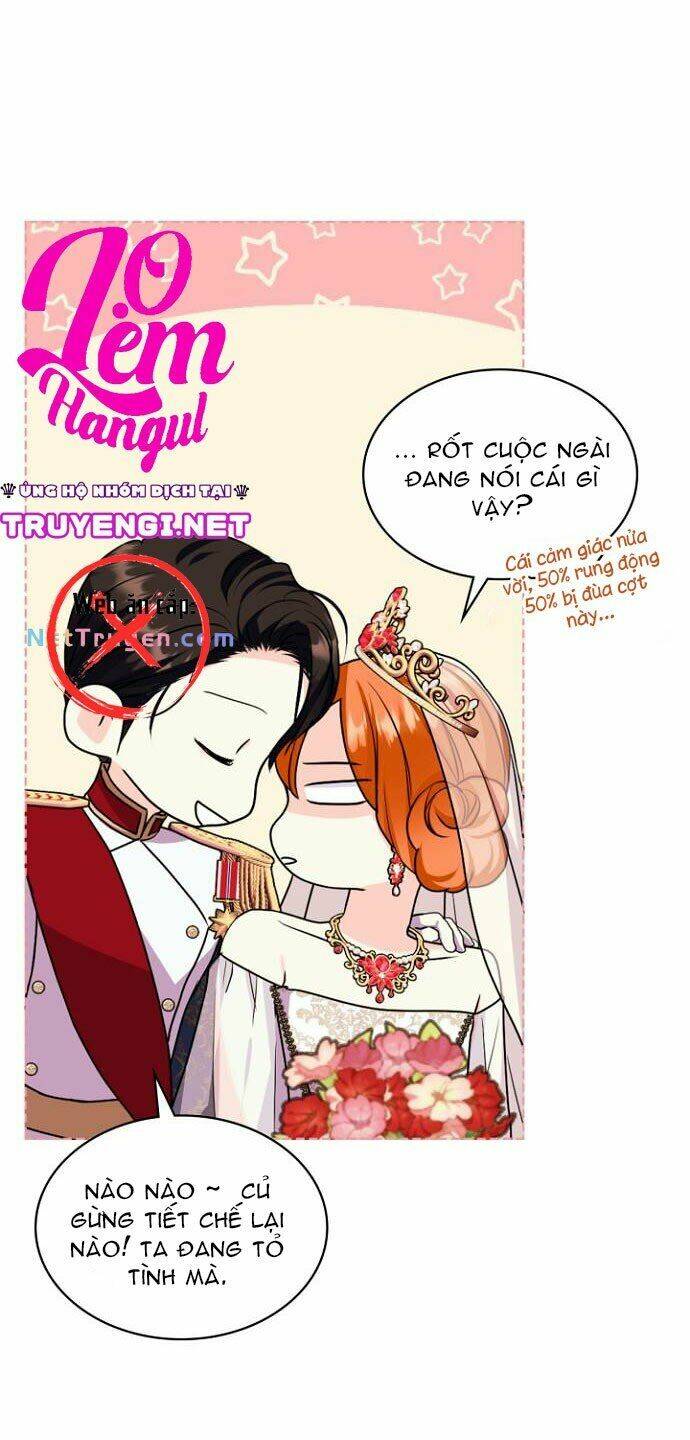 Lọ
Lem
Hangul
ỦNG HỘ NHÓM DỊCH TẠI
TRUYENGI.NET
... RỐT CUỘC NGÀI
ĐANG NÓI CÁI GÌ
VẬY?
Cái cảm giác nửa
vời, 50% rung động
50% bị đùa cợt
này...
Web ăn cắp:
NetTruyen.com
NÀO NÀO ~ CỦ
GỪNG TIẾT CHẾ LẠI
NÀO! TA ĐANG TỎ
TÌNH MÀ.